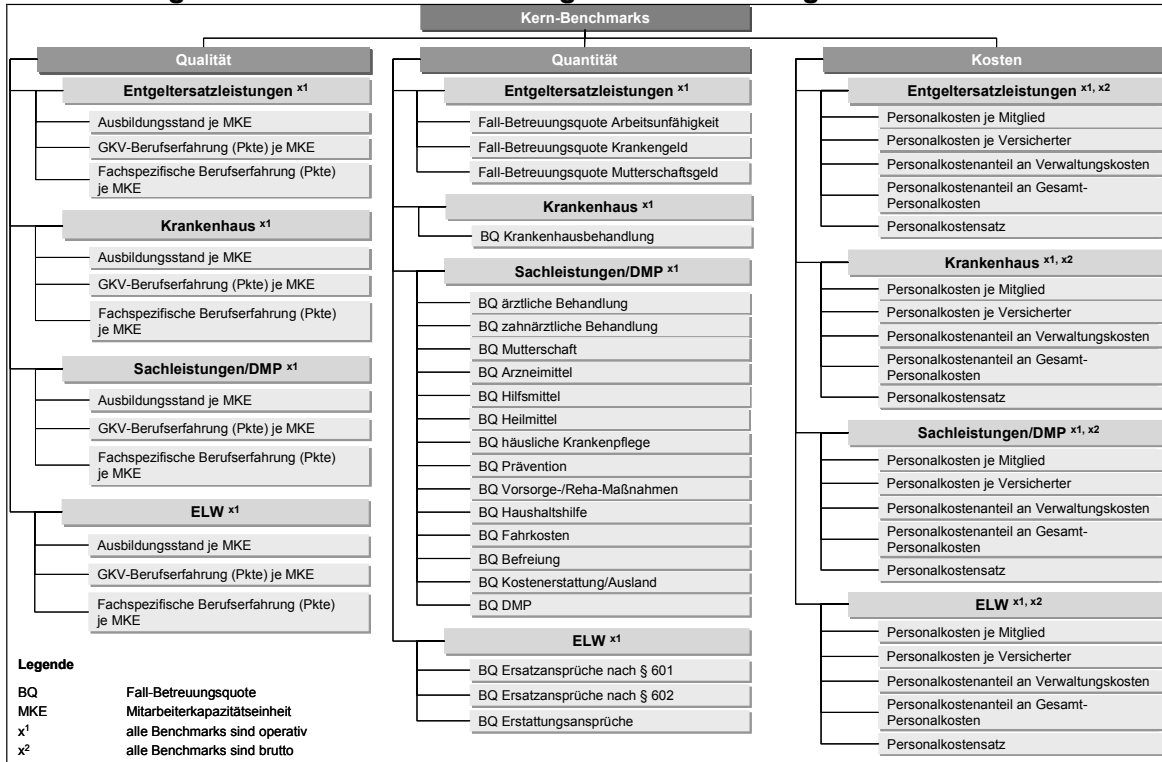 Kern-Benchmarks
Qualität
Entgeltersatzleistungen x1
Ausbildungsstand je MKE
GKV-Berufserfahrung (Pkte) je MKE
Fachspezifische Berufserfahrung (Pkte)
je MKE
Krankenhaus x1
Ausbildungsstand je MKE
GKV-Berufserfahrung (Pkte) je MKE
Fachspezifische Berufserfahrung (Pkte)
je MKE
Sachleistungen/DMP x1
Ausbildungsstand je MKE
GKV-Berufserfahrung (Pkte) je MKE
Fachspezifische Berufserfahrung (Pkte)
je MKE
ELW x1
Ausbildungsstand je MKE
GKV-Berufserfahrung (Pkte) je MKE
Fachspezifische Berufserfahrung (Pkte)
je MKE
Quantität
Entgeltersatzleistungen x1
Fall-Betreuungsquote Arbeitsunfähigkeit
Fall-Betreuungsquote Krankengeld
Fall-Betreuungsquote Mutterschaftsgeld
Krankenhaus x1
BQ Krankenhausbehandlung
Sachleistungen/DMP x1
BQ ärztliche Behandlung
BQ zahnärztliche Behandlung
BQ Mutterschaft
BQ Arzneimittel
BQ Hilfsmittel
BQ Heilmittel
BQ häusliche Krankenpflege
BQ Prävention
BQ Vorsorge-/Reha-Maßnahmen
BQ Haushaltshilfe
BQ Fahrkosten
BQ Befreiung
BQ Kostenerstattung/Ausland
BQ DMP
ELW x1
BQ Ersatzansprüche nach § 601
BQ Ersatzansprüche nach § 602
BQ Erstattungsansprüche
Kosten
Entgeltersatzleistungen x1, x2
Personalkosten je Mitglied
Personalkosten je Versicherter
Personalkostenanteil an Verwaltungskosten
Personalkostenanteil an Gesamt-
Personalkosten
Personalkostensatz
Krankenhaus x1, x2
Personalkosten je Mitglied
Personalkosten je Versicherter
Personalkostenanteil an Verwaltungskosten
Personalkostenanteil an Gesamt-
Personalkosten
Personalkostensatz
Sachleistungen/DMP x1, x2
Personalkosten je Mitglied
Personalkosten je Versicherter
Personalkostenanteil an Verwaltungskosten
Personalkostenanteil an Gesamt-
Personalkosten
Personalkostensatz
ELW x1, x2
Personalkosten je Mitglied
Personalkosten je Versicherter
Personalkostenanteil an Verwaltungskosten
Personalkostenanteil an Gesamt-
Personalkosten
Personalkostensatz
Legende
BQ Fall-Betreuungsquote
MKE Mitarbeiterkapazitätseinheit
x1 alle Benchmarks sind operativ
x2 alle Benchmarks sind brutto